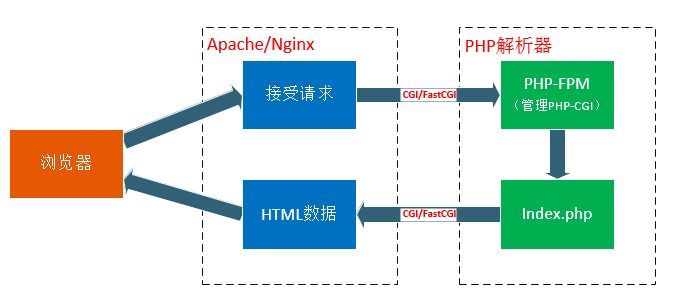 Apache/Nginx
PHP解析器
接受请求
CGI/FastCGI
PHP-FPM
(管理PHP-CGI)
浏览器
HTML数据
CGI/FastCGI
Index.php